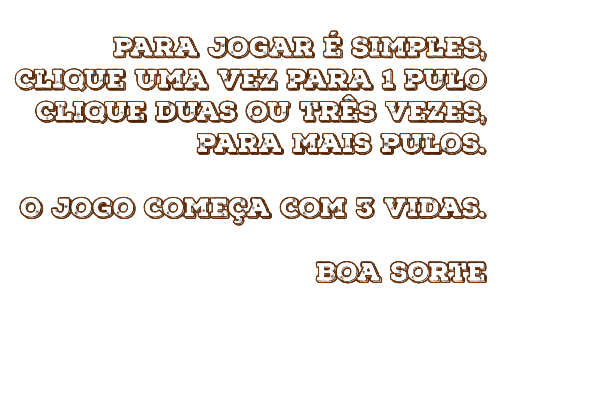 PARA JOGAR É SIMPLES,
CLIQUE UMA VEZ PARA 1 PULO
CLIQUE DUAS OU TRÊS VEZES,
PARA MAIS PULOS.
O JOGO COMEÇA COM 3 VIDAS.
BOA SORTE